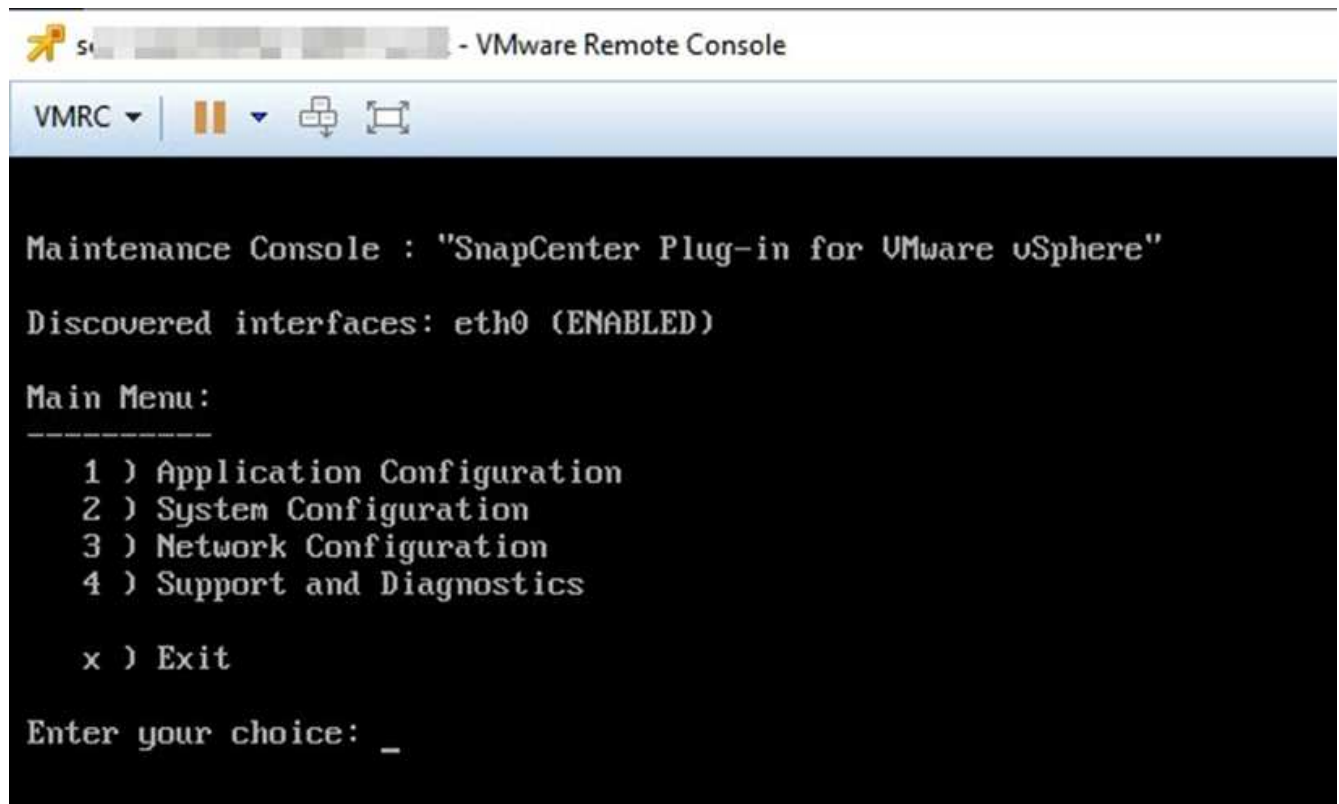 - VMware Remote Console
VMRC
Maintenance Console : "SnapCenter Plug-in for VMware vSphere"
Discovered interfaces: eth0 (ENABLED)
Main Menu:
----------
1 ) Application Configuration
2 ) System Configuration
3 ) Network Configuration
4 ) Support and Diagnostics
x ) Exit
Enter your choice: _